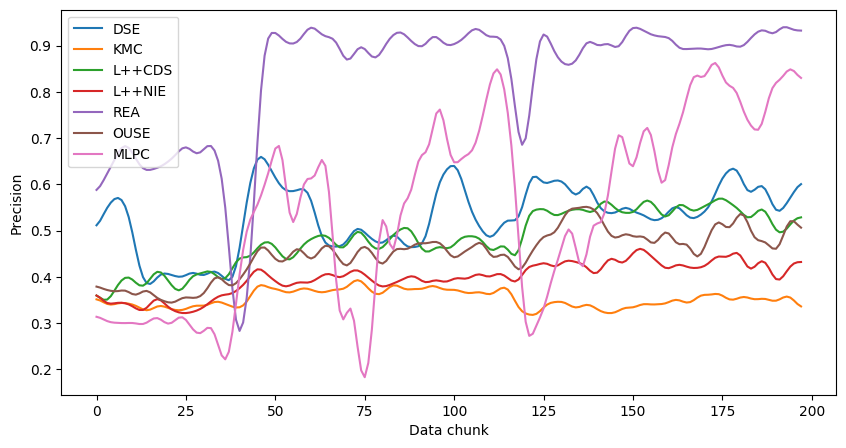 DSE
KMC
L++CDS
L++NIE
REA
OUSE
MLPC
Precision
0.9
0.8
0.7
0.6
0.5
0.4
0.3
0.2
0 25 50 75 100 125 150 175 200
Data chunk